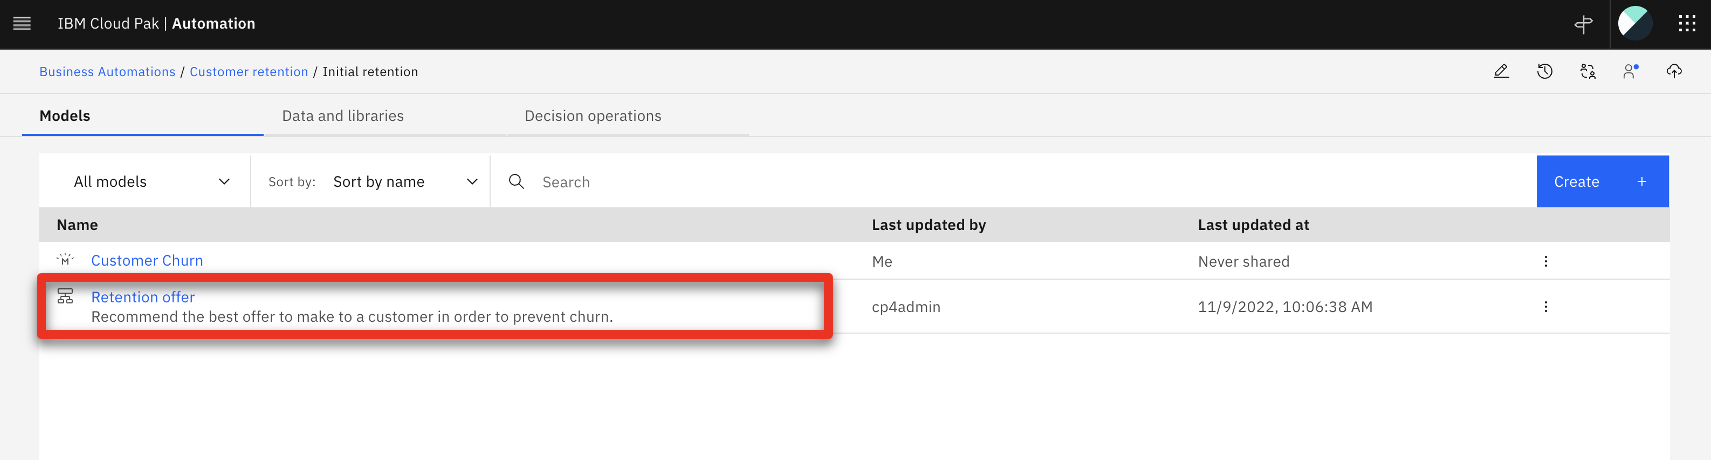 IBM Cloud Pak | Automation
Business Automations / Customer retention / Initial retention
Models Data and libraries Decision operations
All models Sort by: Sort by name Search Create +
Name Last updated by Last updated at
M Customer Churn Me Never shared
Retention offer
Recommend the best offer to make to a customer in order to prevent churn. cp4admin 11/9/2022, 10:06:38 AM